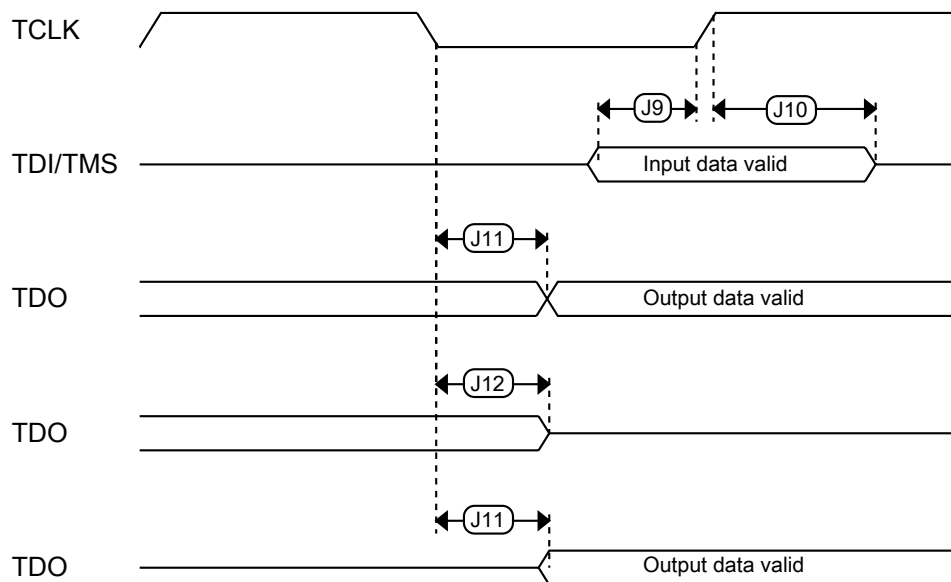 TCLK
J9
J10
TDI/TMS
Input data valid
J11
TDO
Output data valid
J12
TDO
J11
TDO
Output data valid